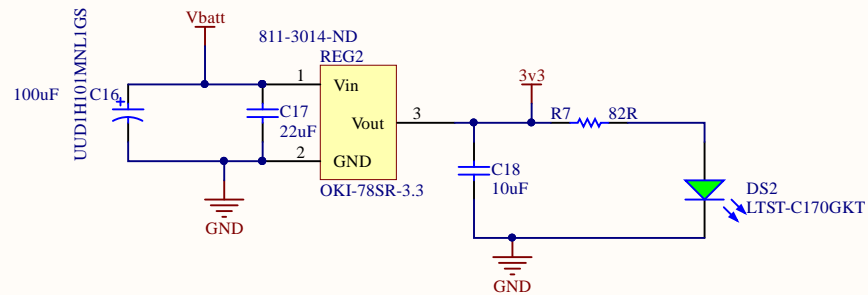 Vbatt
811-3014-ND
REG2
UUD1H101MNL1GS
100uF
C16
+
1
Vin
C17
22uF
Vout
3
2
GND
OKI-78SR-3.3
GND
3v3
R7
82R
C18
10uF
DS2
LTST-C170GKT
GND